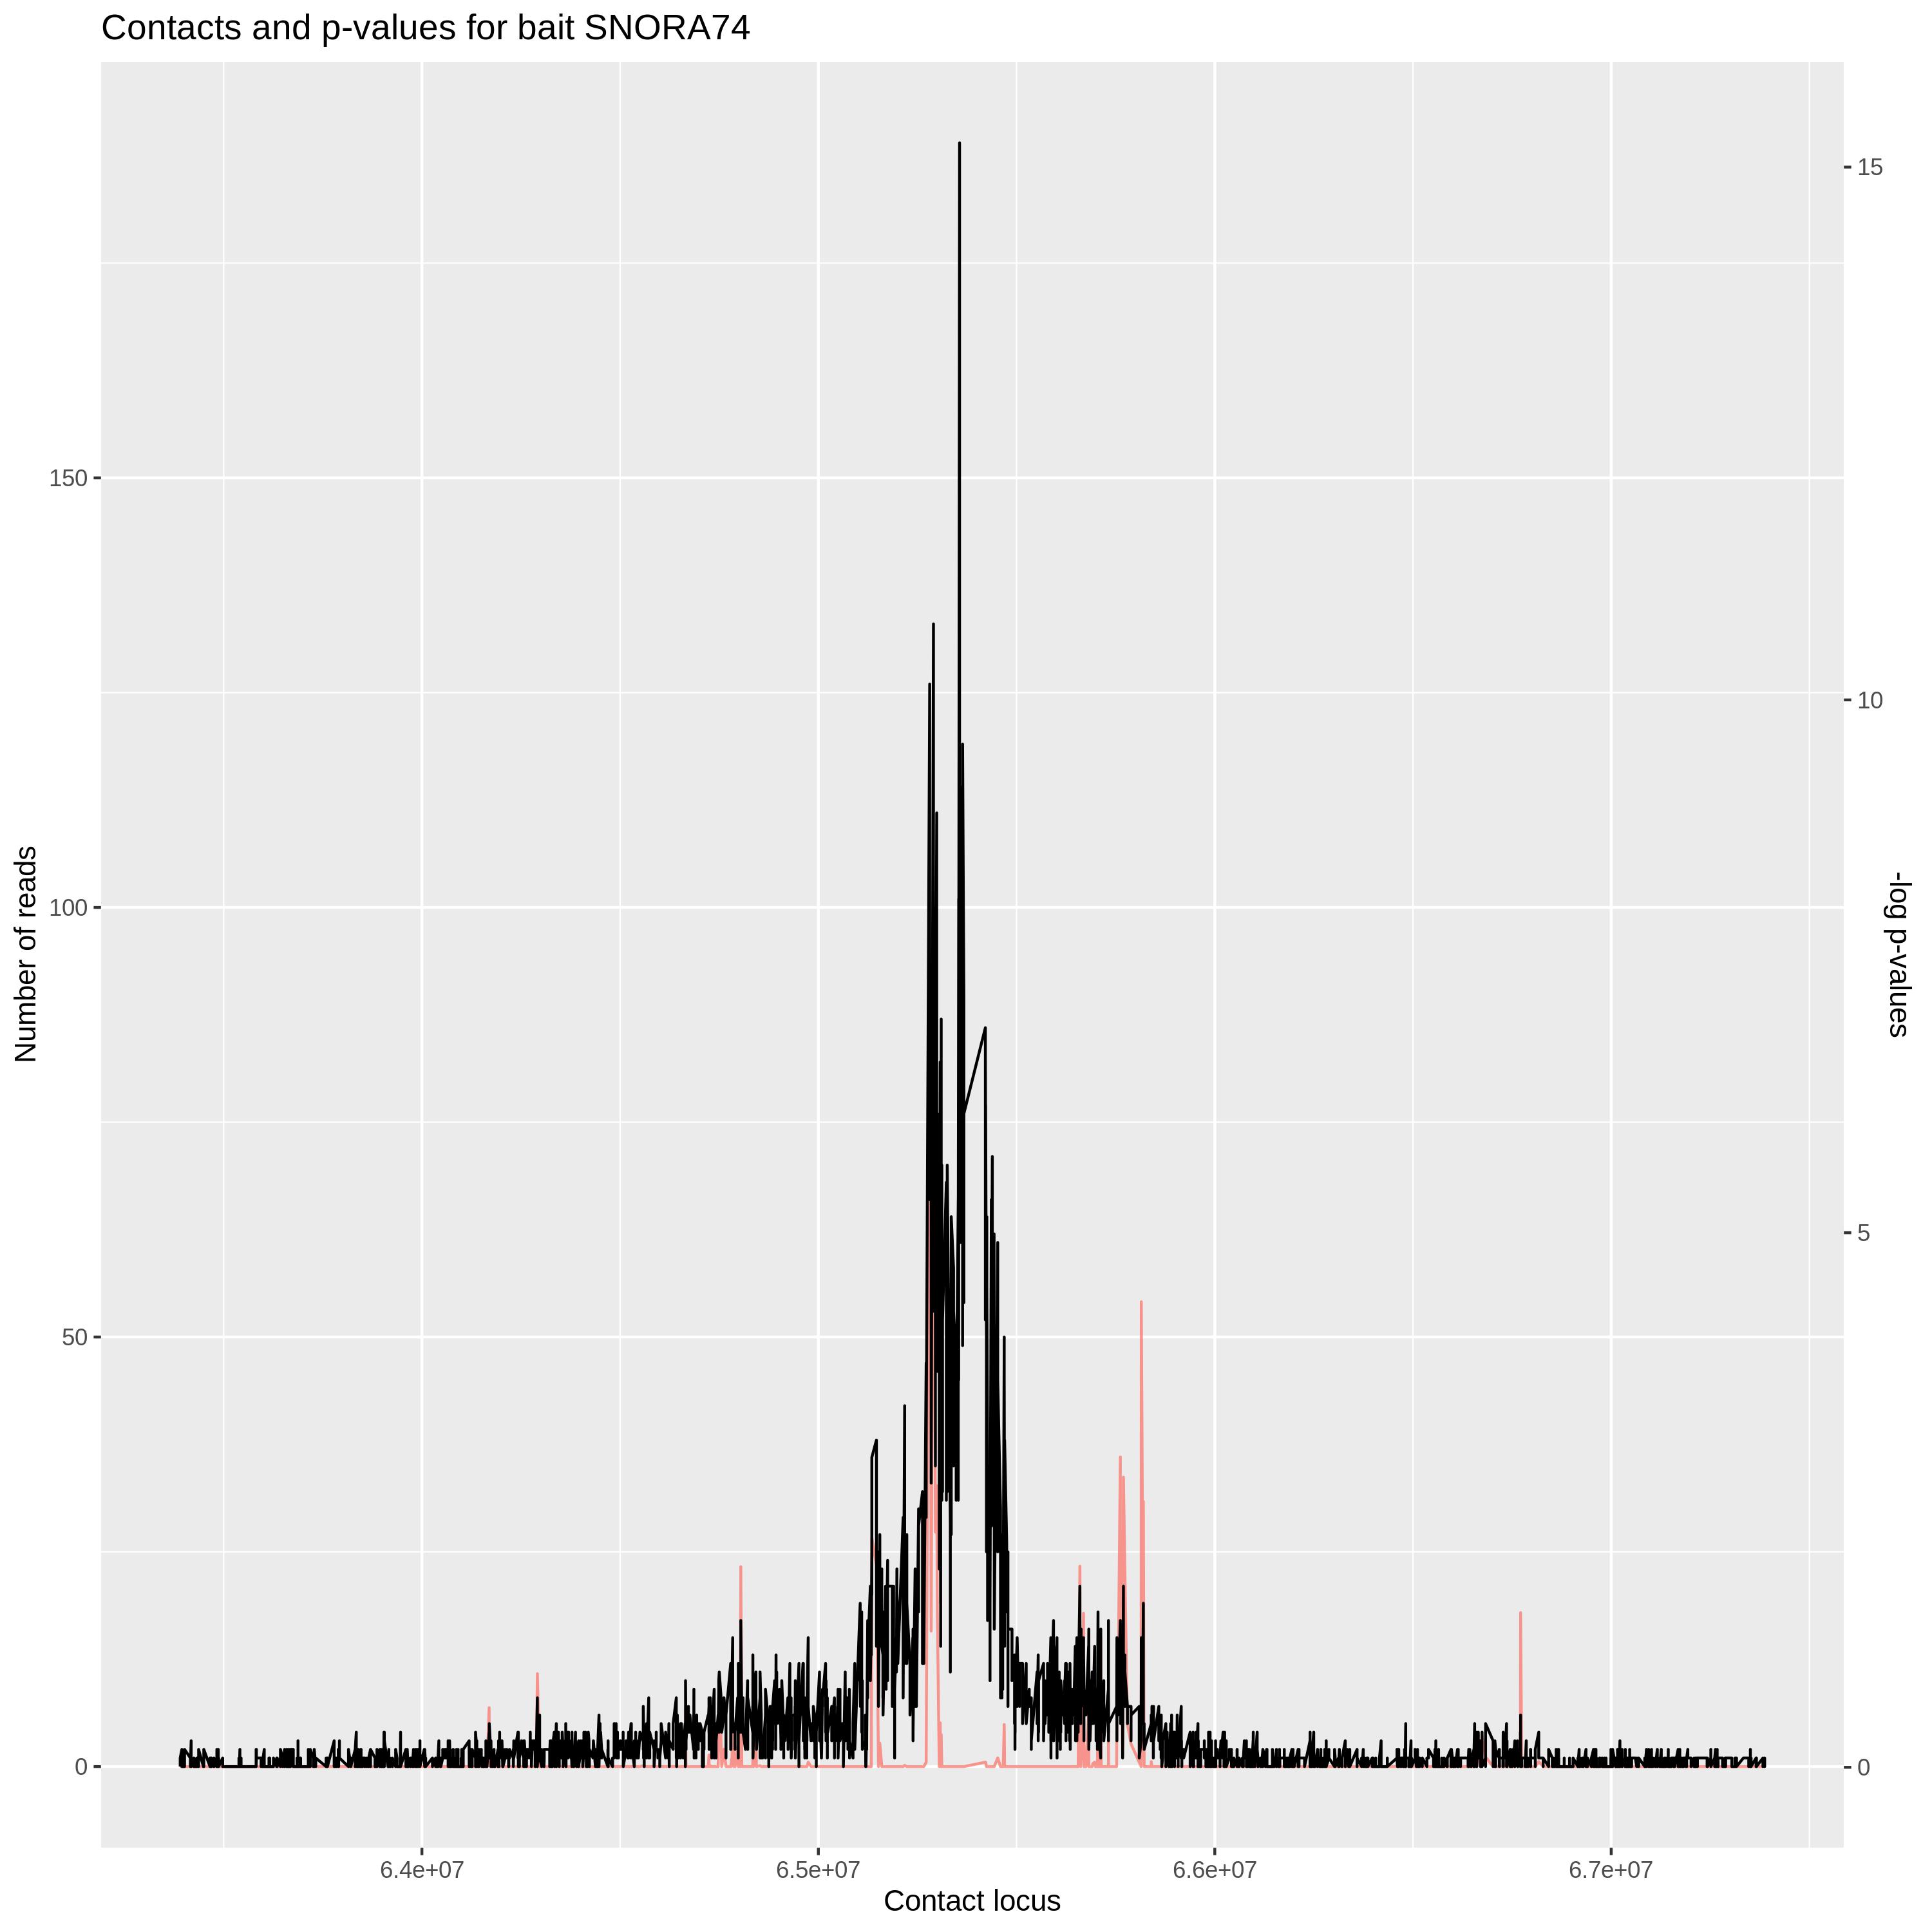 Contacts and p-values for bait SNORA74
15
150
10
100
Number of reads
-log p-values
5
50
0
0
6.4e+07 6.5e+07 6.6e+07 6.7e+07
Contact locus